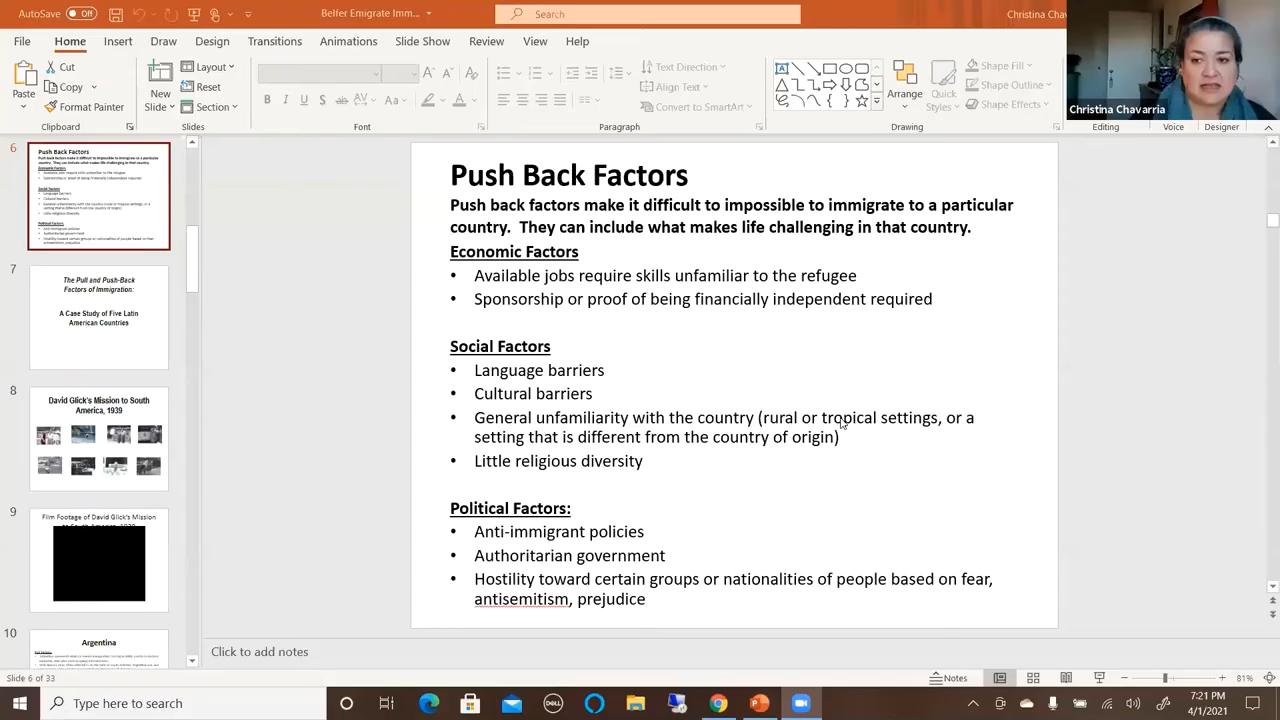 Search
Christina Cha
File Home Insert Draw Design Transitions Animations Slide Show Review View Help
Paste
Cut
Copy
Format Painter
Clipboard
New Slide
Layout
Reset
Section
Slides
Font
Text Direction
Align Text
Convert to SmartArt
Paragraph
Arrange
Quick Styles
Shape Fill
Shape Outline
Shape Effects
Drawing
Editing
Voice
Designer
Christina Chavarria
6
Push Back Factors
7
The Pull and Push-Back
Factors of Immigration:
A Case Study of Five Latin
American Countries
8
David Glick's Mission to South
America, 1939
9
Film Footage of David Glick's Mission
to South America, 1939
10
Argentina
Push Back Factors
Push-back factors make it difficult to impossible to immigrate to a particular
country. They can include what makes life challenging in that country.
Economic Factors
• Available jobs require skills unfamiliar to the refugee
• Sponsorship or proof of being financially independent required
Social Factors
• Language barriers
• Cultural barriers
• General unfamiliarity with the country (rural or tropical settings, or a
setting that is different from the country of origin)
• Little religious diversity
Political Factors:
• Anti-immigrant policies
• Authoritarian government
• Hostility toward certain groups or nationalities of people based on fear,
antisemitism, prejudice
Click to add notes
Slide 6 of 33
Notes
81%
Type here to search
DELL
7:21 PM
4/1/2021